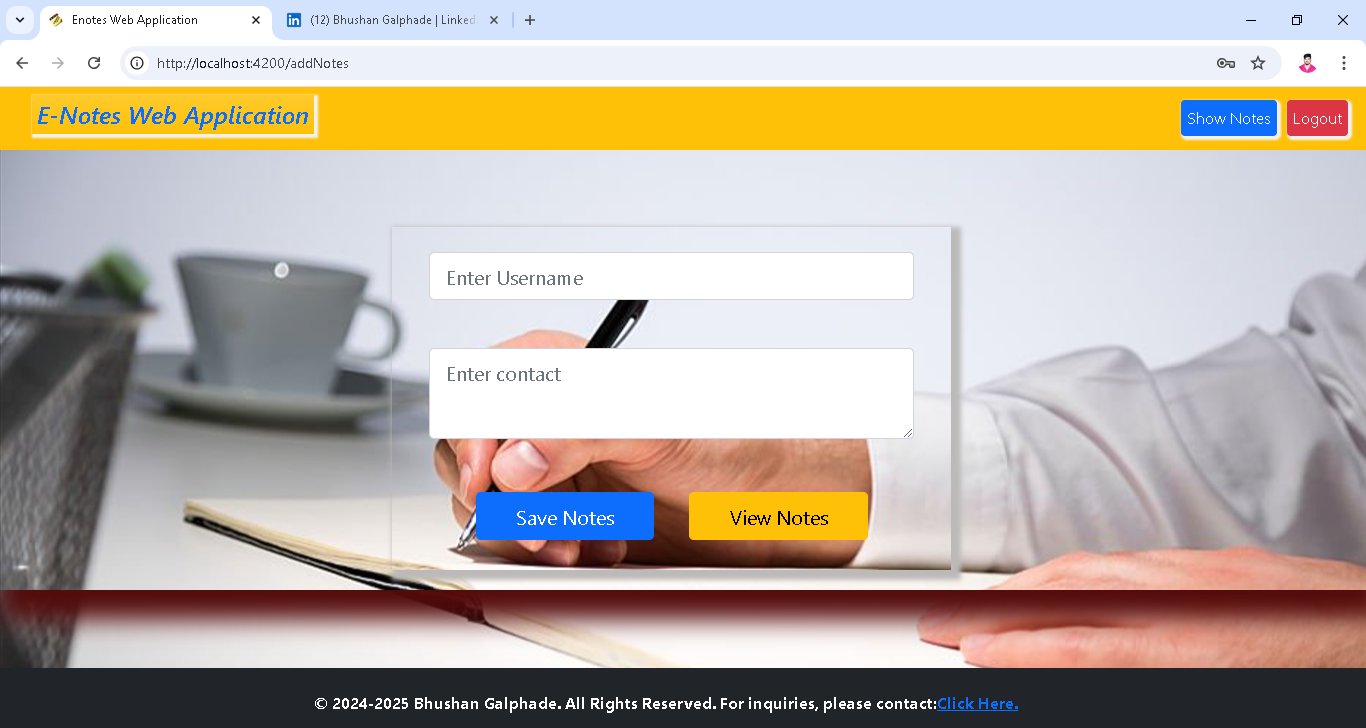 Enotes Web Application
(12) Bhushan Galphade | Linked
http://localhost:4200/addNotes
E-Notes Web Application
Show Notes
Logout
Enter Username
Enter contact
Save Notes
View Notes
© 2024-2025 Bhushan Galphade. All Rights Reserved. For inquiries, please contact:Click Here.